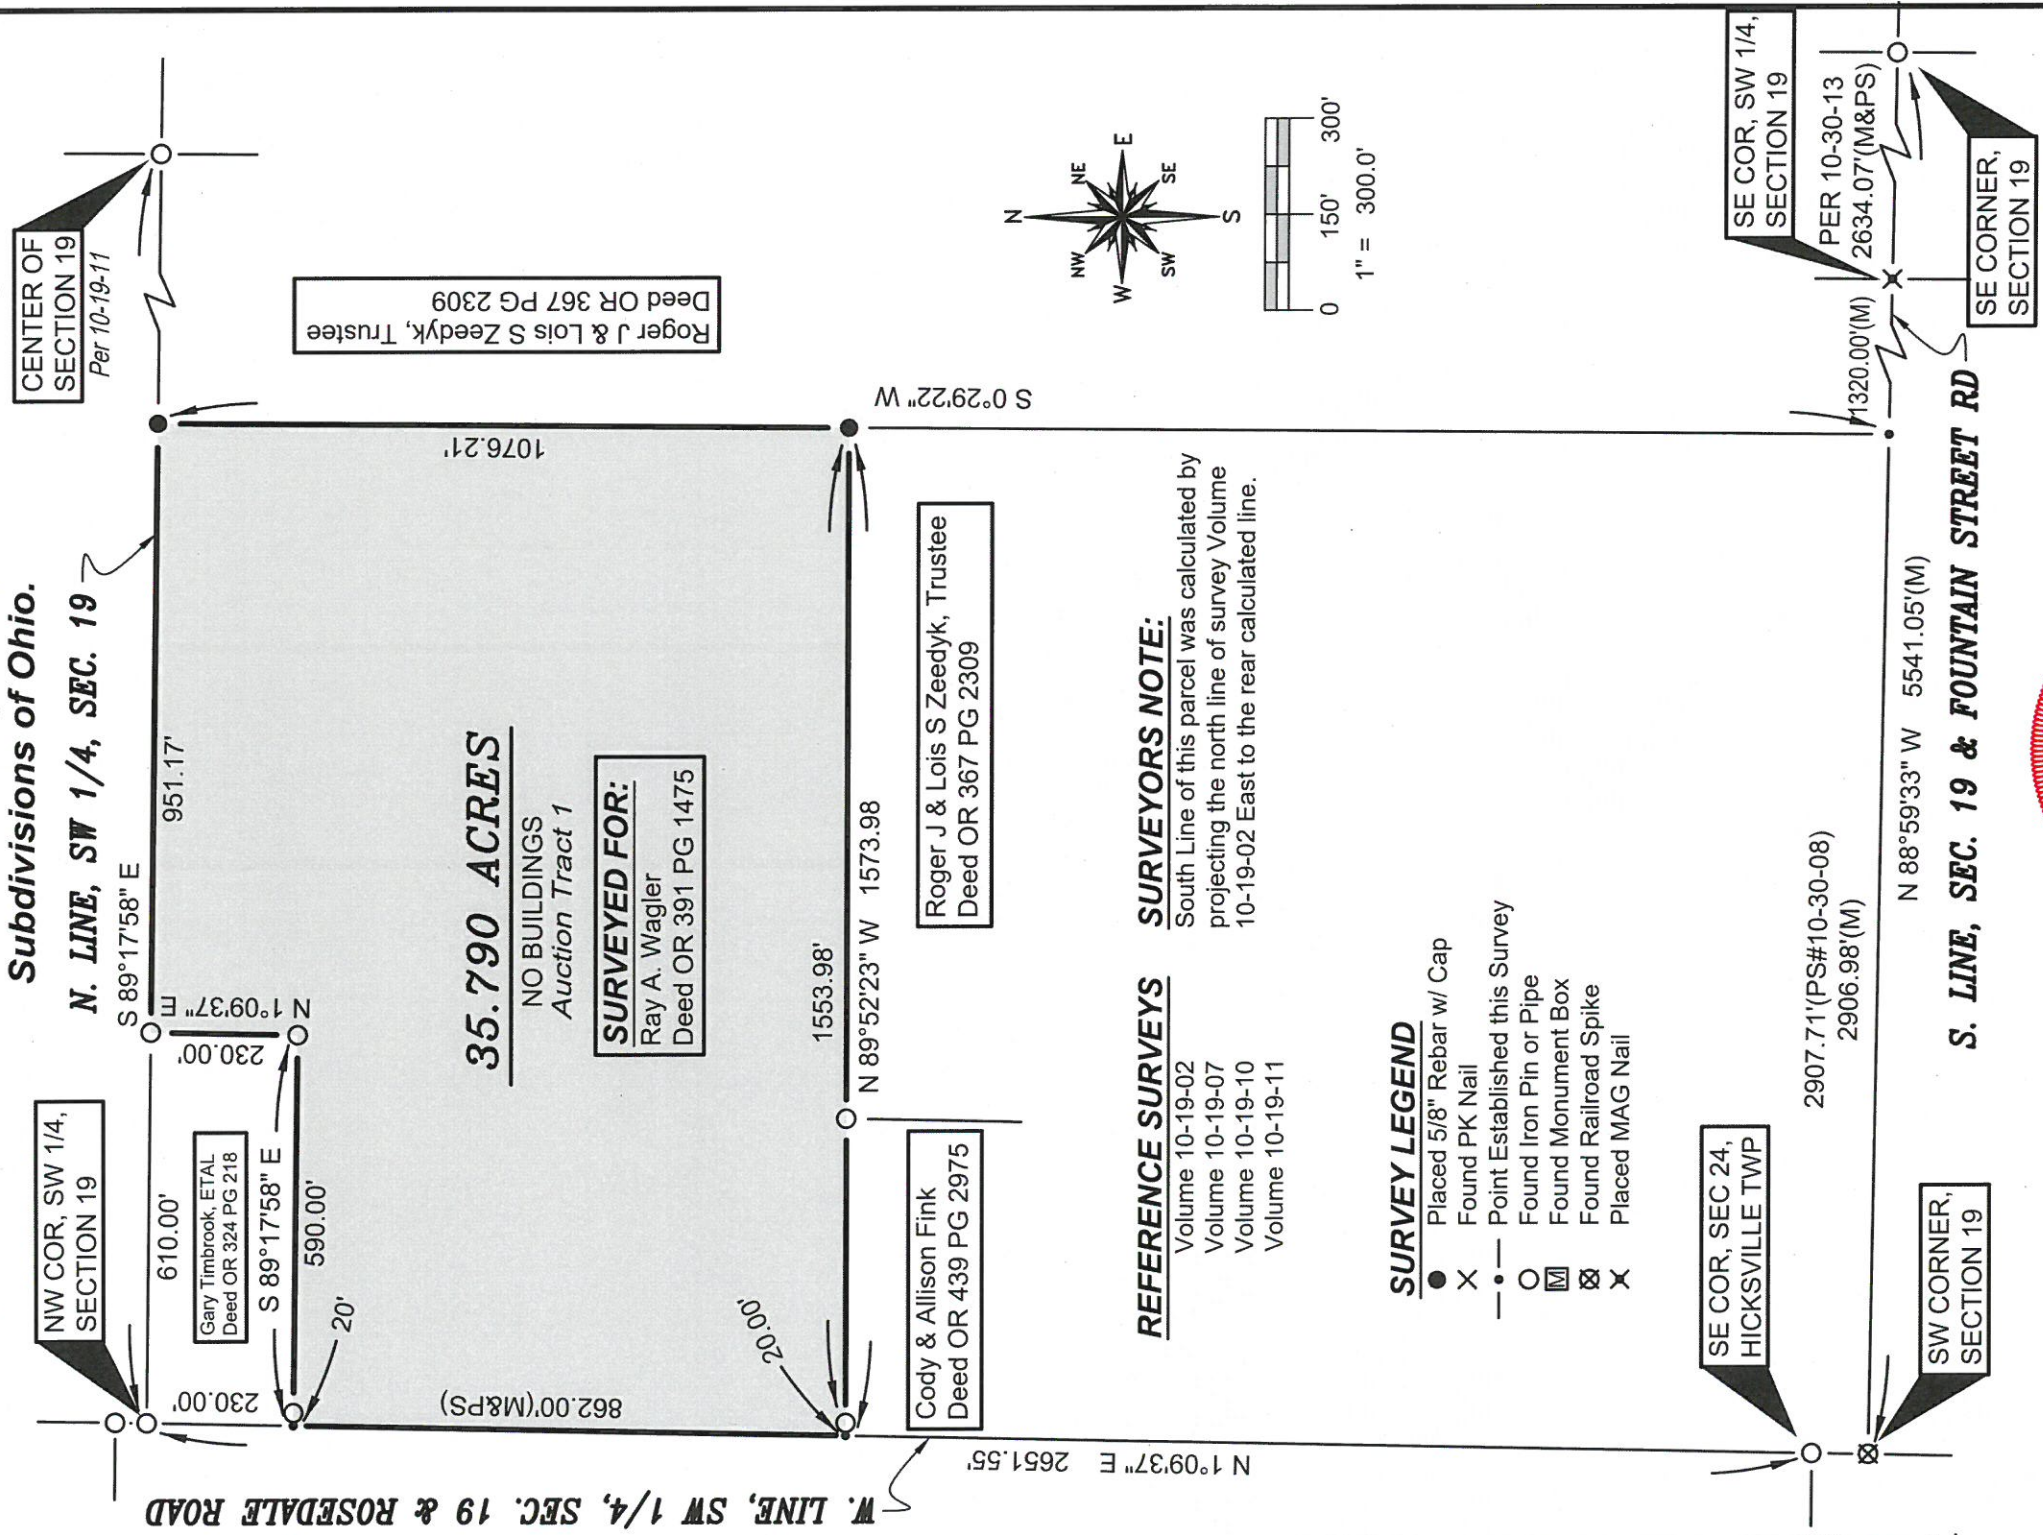 Subdivisions of Ohio.
N. LINE, SW 1/4, SEC. 19
CENTER OF
SECTION 19
Per 10-19-11
NW COR, SW 1/4,
SECTION 19
610.00'
S 89°17'58" E
951.17'
230.00'
Gary Timbrook, ETAL
Deed OR 324 PG 218
230.00'
N 1°09'37" E
S 89°17'58" E
590.00'
20'
1076.21'
Roger J & Lois S Zeedyk, Trustee
Deed OR 367 PG 2309
35.790 ACRES
NO BUILDINGS
Auction Tract 1
SURVEYED FOR:
Ray A. Wagler
Deed OR 391 PG 1475
862.00'(M&PS)
20.00'
1553.98'
N 89°52'23" W 1573.98
S 0°29'22" W
Cody & Allison Fink
Deed OR 439 PG 2975
Roger J & Lois S Zeedyk, Trustee
Deed OR 367 PG 2309
N
NE
E
SE
S
SW
W
NW
0 150' 300'
1" = 300.0'
W. LINE, SW 1/4, SEC. 19 & ROSEDALE ROAD
N 1°09'37" E 2651.55'
REFERENCE SURVEYS
Volume 10-19-02
Volume 10-19-07
Volume 10-19-10
Volume 10-19-11
SURVEYORS NOTE:
South Line of this parcel was calculated by
projecting the north line of survey Volume
10-19-02 East to the rear calculated line.
SURVEY LEGEND
Placed 5/8" Rebar w/ Cap
Found PK Nail
Point Established this Survey
Found Iron Pin or Pipe
M Found Monument Box
Found Railroad Spike
Placed MAG Nail
SE COR, SEC 24,
HICKSVILLE TWP
SW CORNER,
SECTION 19
2907.71'(PS#10-30-08)
2906.98'(M)
N 88°59'33" W 5541.05'(M)
S. LINE, SEC. 19 & FOUNTAIN STREET RD
1320.00'(M)
SE COR, SW 1/4,
SECTION 19
PER 10-30-13
2634.07'(M&PS)
SE CORNER,
SECTION 19